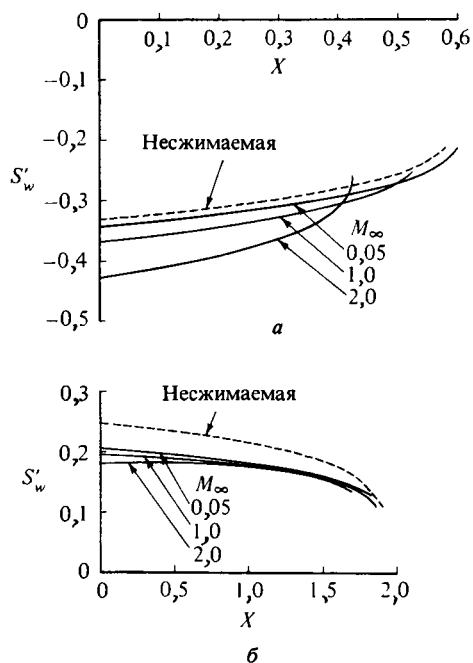 0
0,1 0,2 0,3 0,4 0,5 0,6
X
−0,1
−0,2
Несжимаемая
S'w
−0,3
M∞
0,05
−0,4
1,0
2,0
−0,5
а
0,3
Несжимаемая
0,2
S'w
M∞
0,05
0,1
1,0
2,0
0
0 0,5 1,0 1,5 2,0
X
б